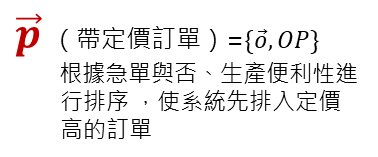 p⃗ （帶定價訂單）={o⃗, OP}
根據急單與否、生產便利性進
行排序，使系統先排入定價
高的訂單